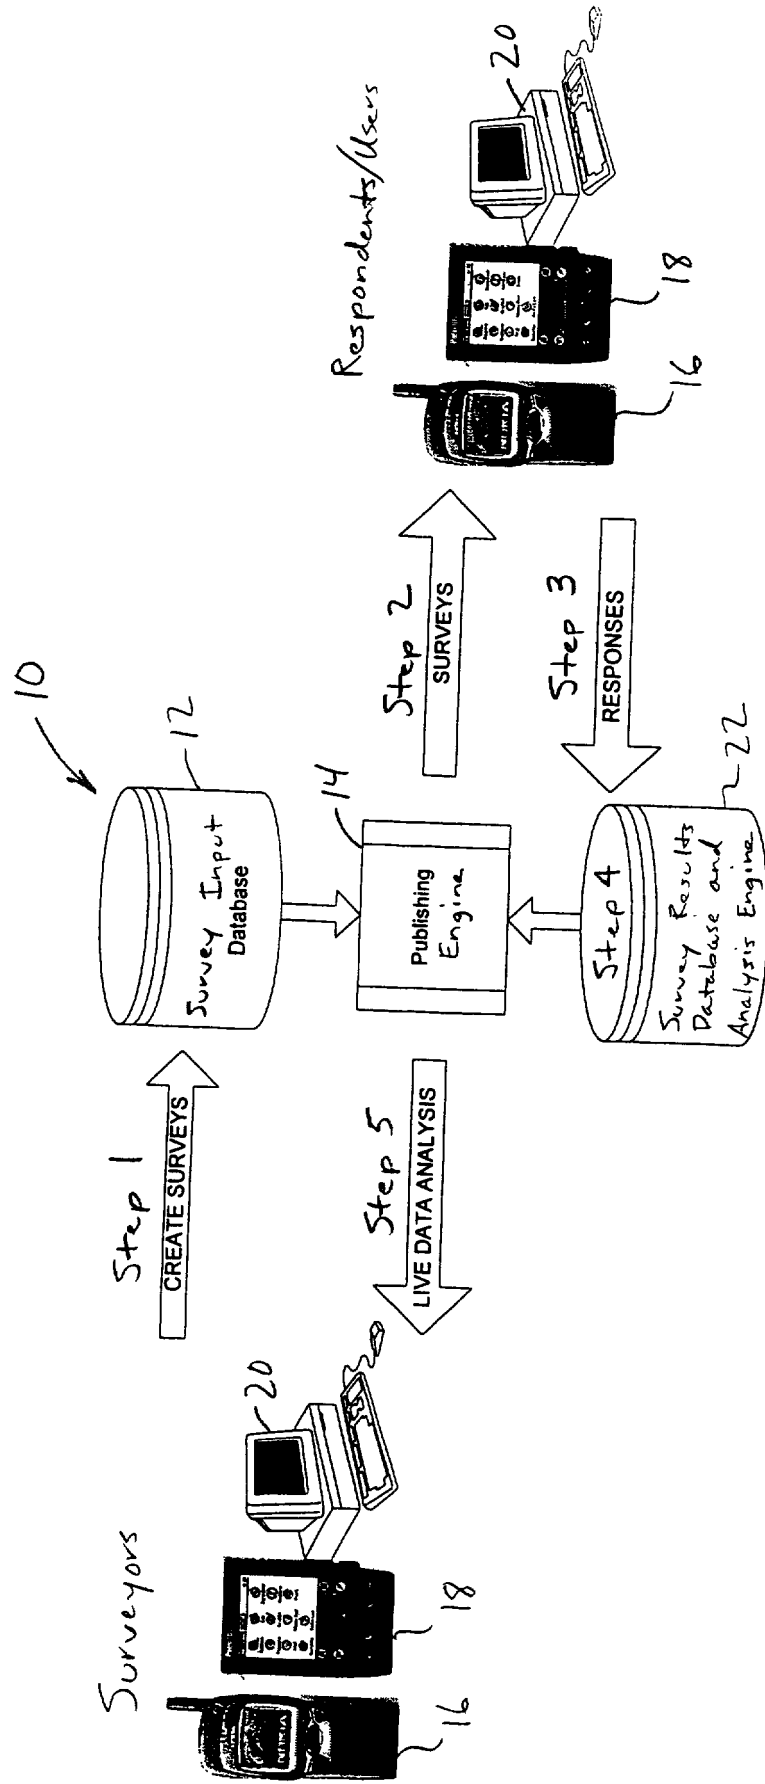 10
Surveyors
Step 1
CREATE SURVEYS
Survey Input
Database
12
Respondents/Users
16
18
20
Step 5
LIVE DATA ANALYSIS
14
Publishing
Engine
Step 2
SURVEYS
16
18
20
Step 4
Survey Results
Database and
Analysis Engine
22
Step 3
RESPONSES